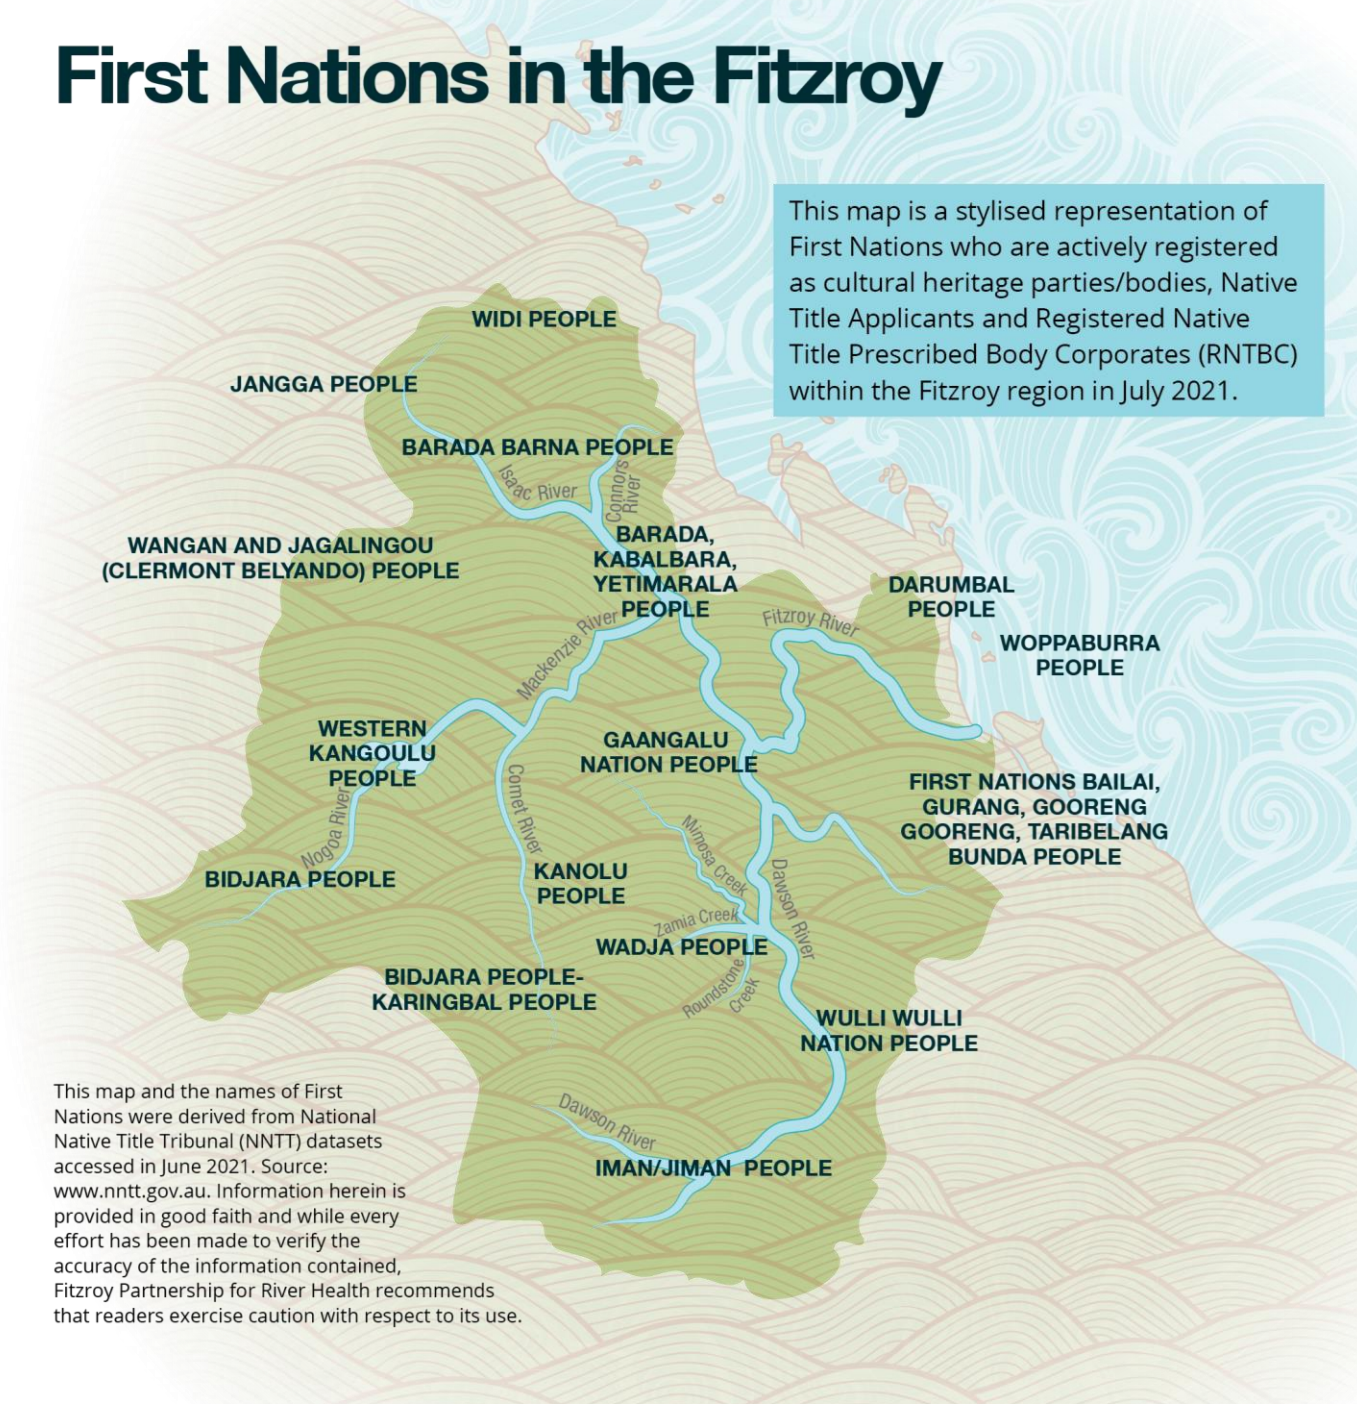 First Nations in the Fitzroy
This map is a stylised representation of
First Nations who are actively registered
as cultural heritage parties/bodies, Native
Title Applicants and Registered Native
Title Prescribed Body Corporates (RNTBC)
within the Fitzroy region in July 2021.
WIDI PEOPLE
JANGGA PEOPLE
BARADA BARNA PEOPLE
Isaac River
Connors
River
WANGAN AND JAGALINGOU
(CLERMONT BELYANDO) PEOPLE
BARADA,
KABALBARA,
YETIMARALA
PEOPLE
DARUMBAL
PEOPLE
Fitzroy River
Mackenzie River
WOPPABURRA
PEOPLE
WESTERN
KANGOULU
PEOPLE
GAANGALU
NATION PEOPLE
FIRST NATIONS BAILAI,
GURANG, GOORENG
GOORENG, TARIBELANG
BUNDA PEOPLE
Nogoa River
Comet River
Mimosa Creek
Dawson River
BIDJARA PEOPLE
KANOLU
PEOPLE
Zamia Creek
WADJA PEOPLE
BIDJARA PEOPLE-
KARINGBAL PEOPLE
Roundstone
Creek
WULLI WULLI
NATION PEOPLE
Dawson River
IMAN/JIMAN PEOPLE
This map and the names of First
Nations were derived from National
Native Title Tribunal (NNTT) datasets
accessed in June 2021. Source:
www.nntt.gov.au. Information herein is
provided in good faith and while every
effort has been made to verify the
accuracy of the information contained,
Fitzroy Partnership for River Health recommends
that readers exercise caution with respect to its use.